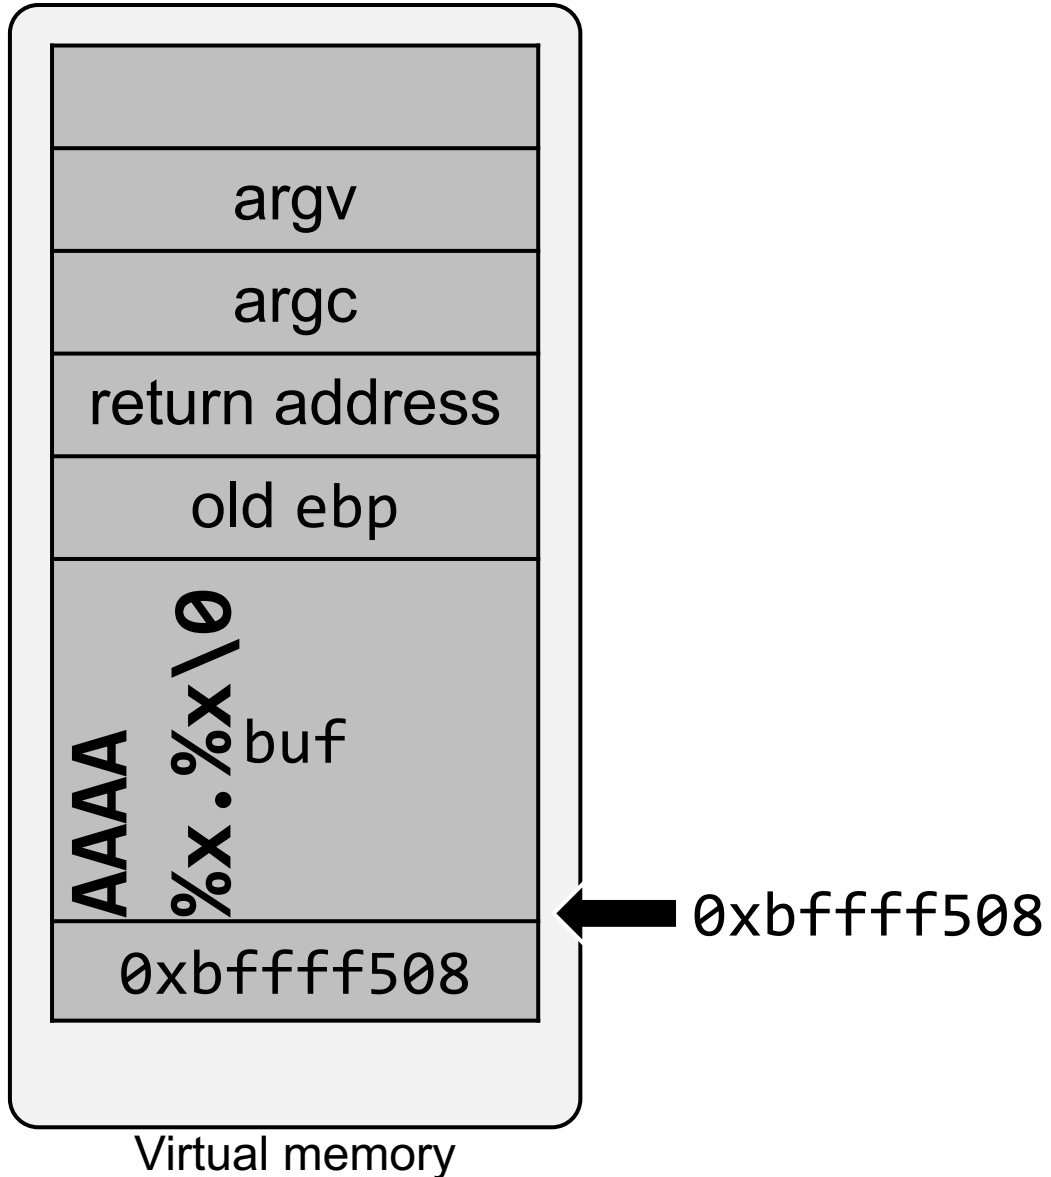 argv
argc
return address
old ebp
AAAA
%x.%x\0
buf
0xbffff508
0xbffff508
Virtual memory